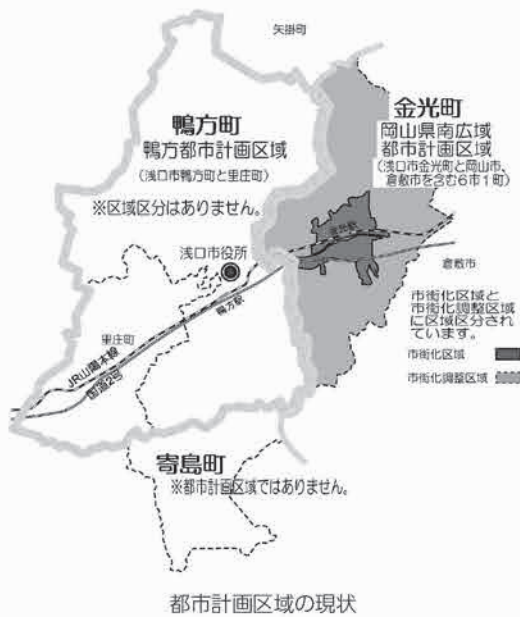 矢掛町
鴨方町
鴨方都市計画区域
（浅口市鴨方町と里庄町）
※区域区分はありません。
金光町
岡山県南広域
都市計画区域
（浅口市金光町と岡山市、
倉敷市を含む6市1町）
金光駅
浅口市役所
倉敷市
鴨方駅
市街化区域と
市街化調整区域
に区域区分され
ています。
里庄町
JR山陽本線
国道2号
市街化区域
市街化調整区域
寄島町
※都市計画区域ではありません。
都市計画区域の現状